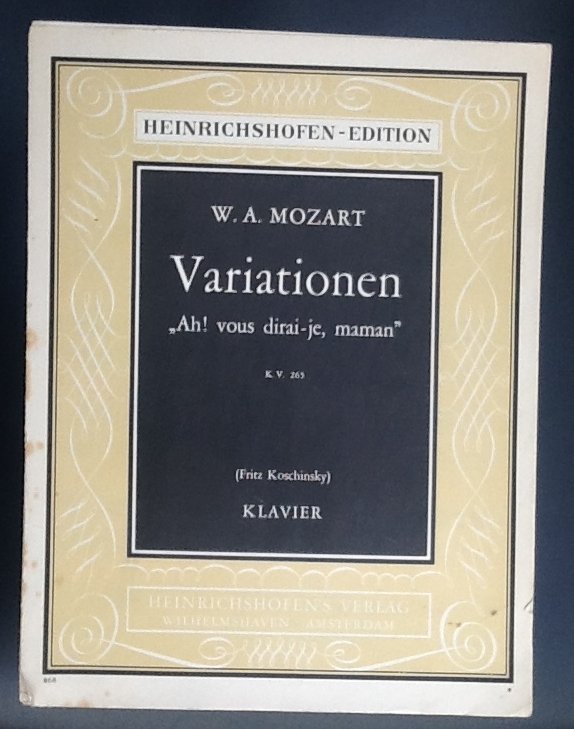 HEINRICHSHOFEN-EDITION
W. A. MOZART
Variationen
„Ah! vous dirai-je, maman”
K. V. 265
(Fritz Koschinsky)
KLAVIER
HEINRICHSHOFEN'S VERLAG
WILHELMSHAVEN · AMSTERDAM